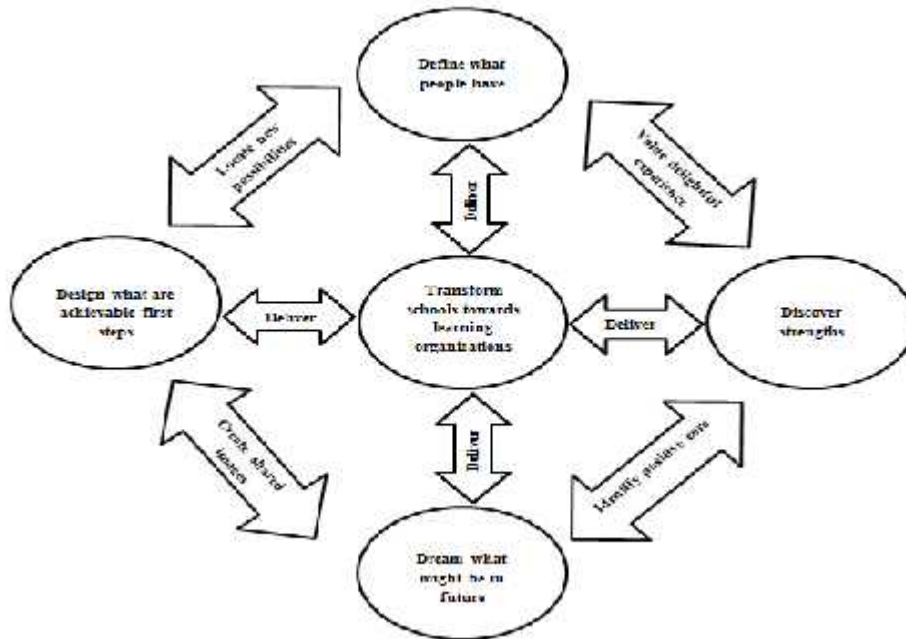 Define what
people have
Locate new
possibilities
Value delightful
experience
Deliver
Design what are
achievable first
steps
Deliver
Transform
schools towards
learning
organizations
Deliver
Discover
strengths
Create shared
images
Deliver
Identify positive core
Dream what
might be in
Future